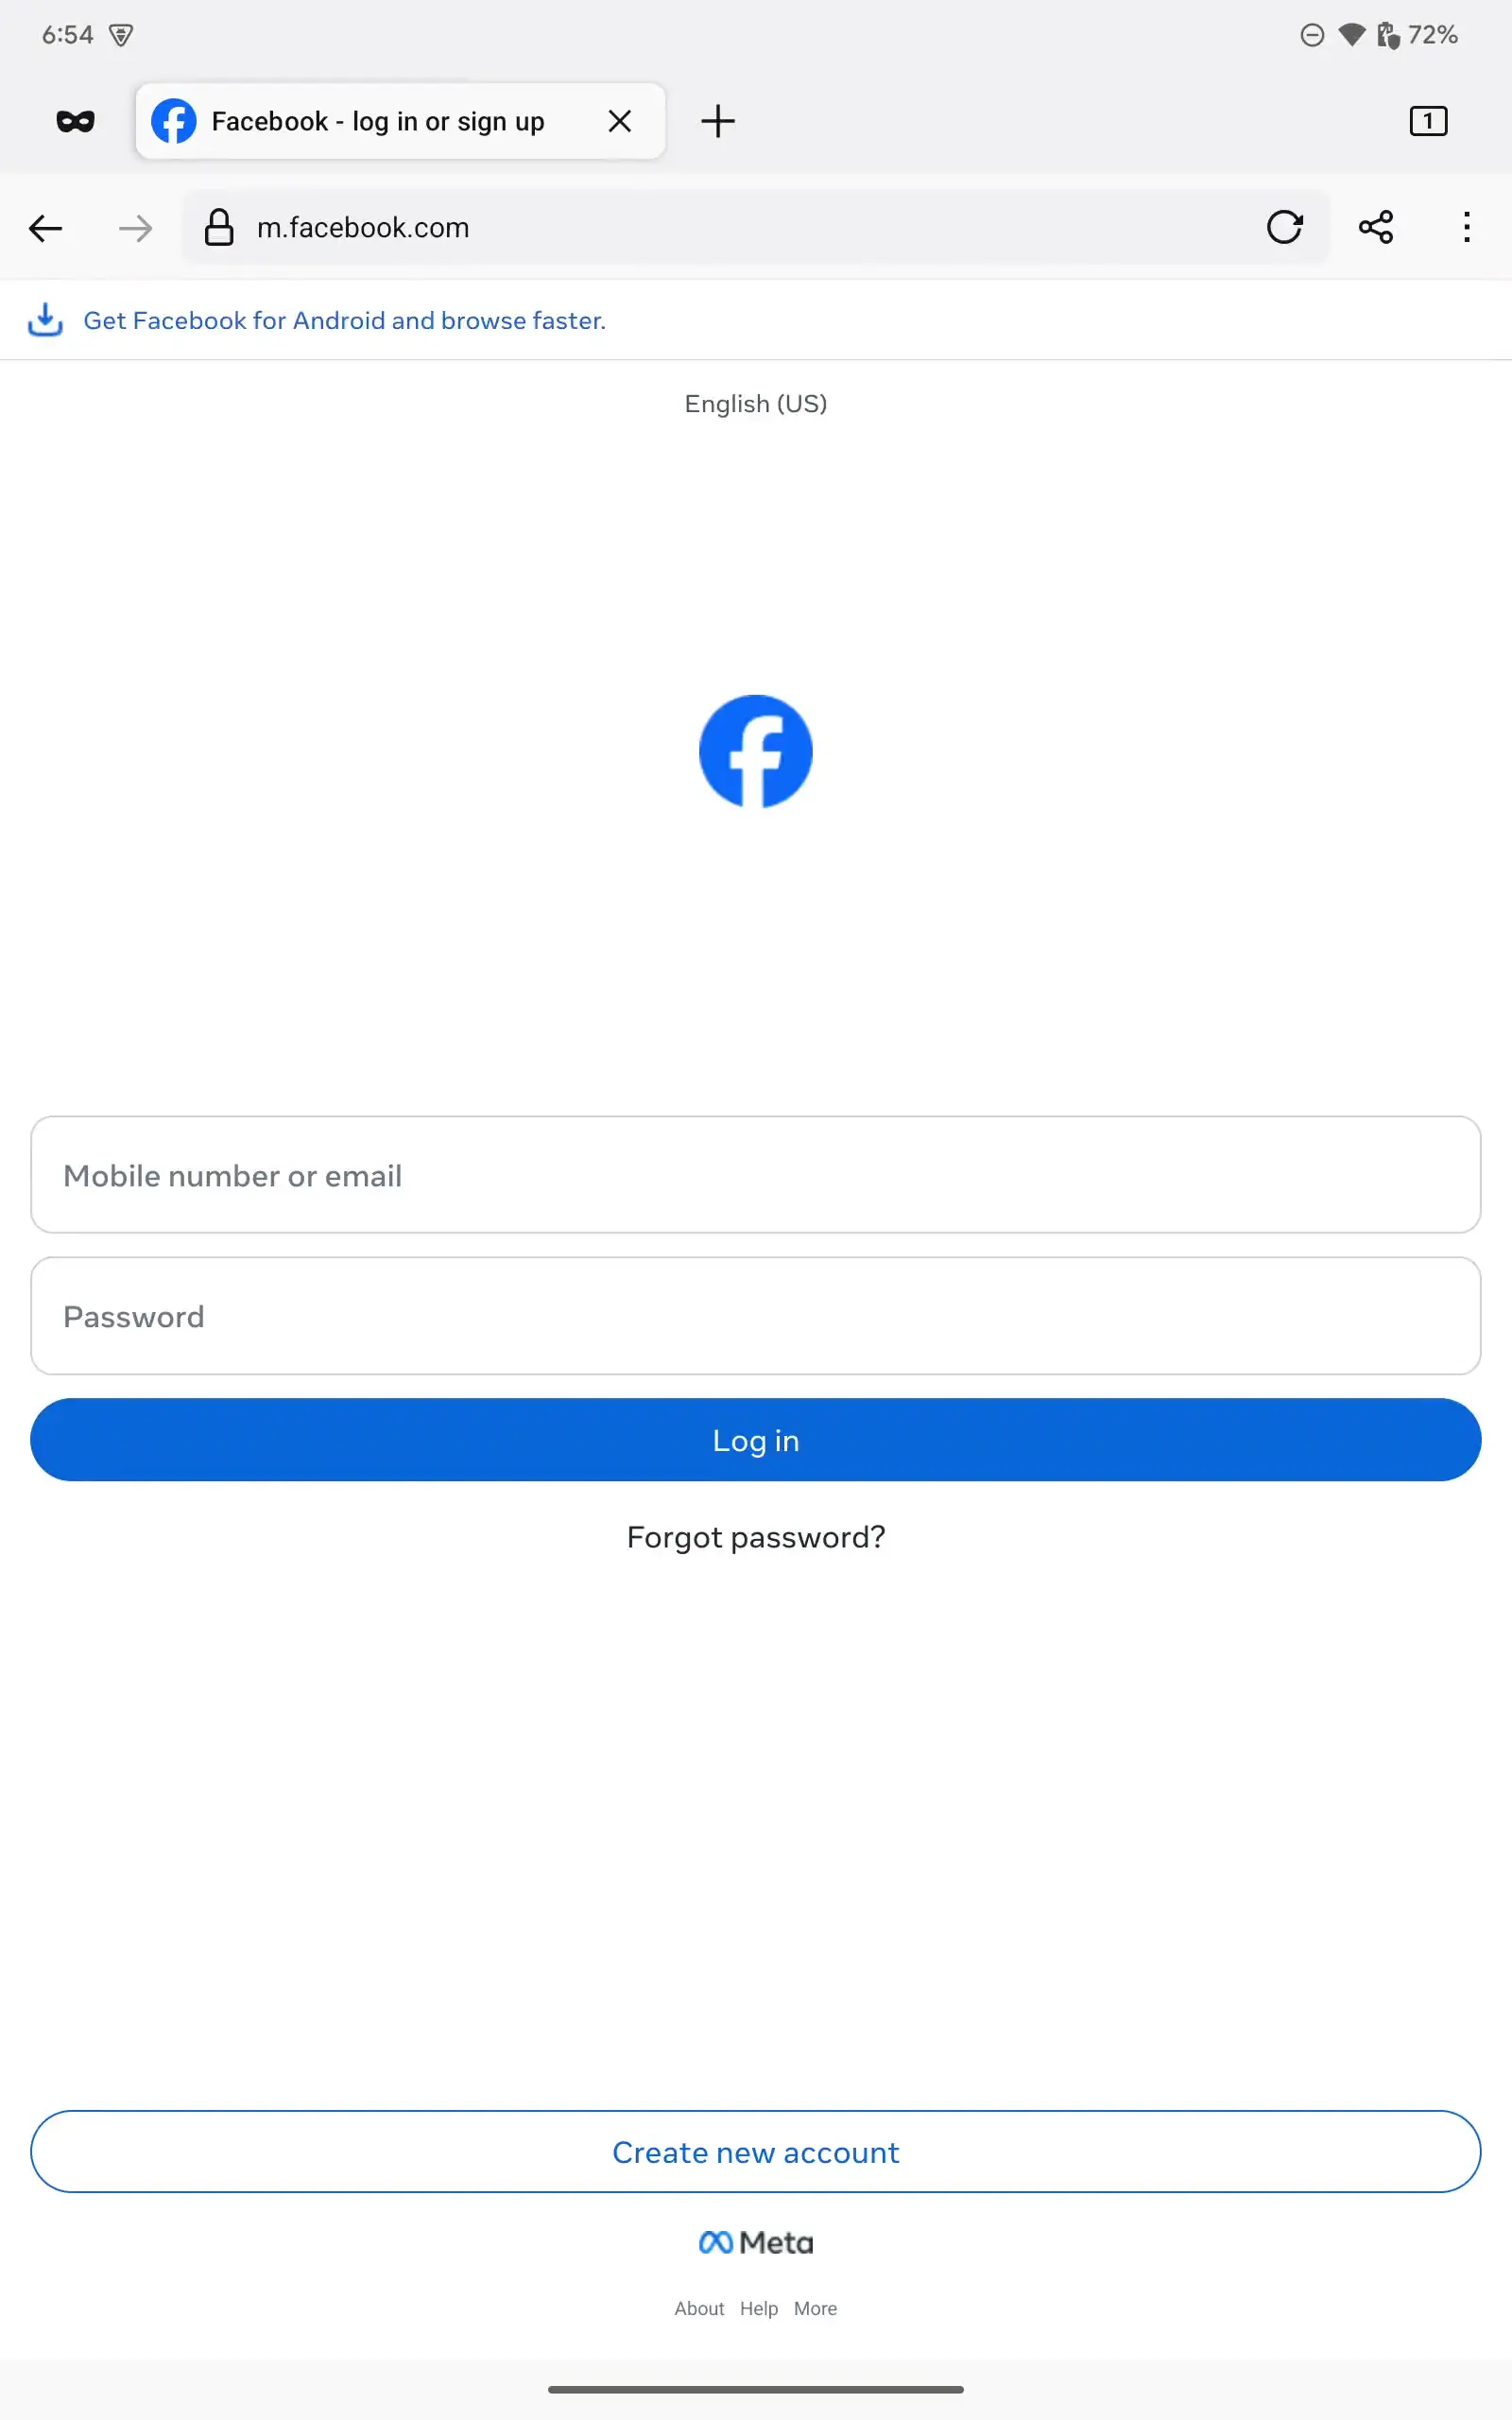 6:54
72%
Facebook - log in or sign up
1
m.facebook.com
Get Facebook for Android and browse faster.
English (US)
Mobile number or email
Password
Log in
Forgot password?
Create new account
Meta
About Help More